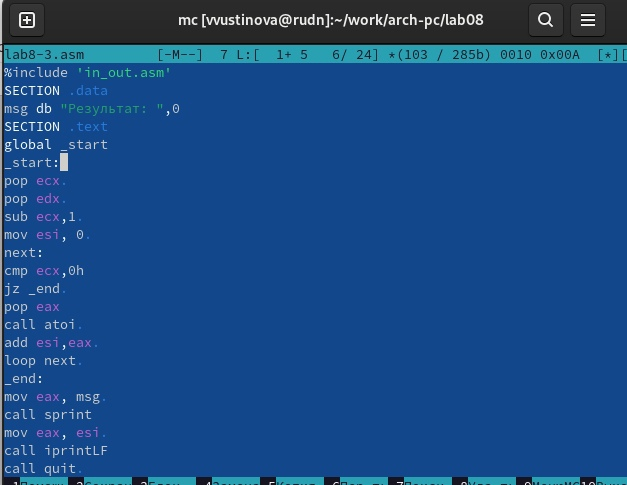 mc [vvustinova@rudn]:~/work/arch-pc/lab08
lab8-3.asm [-M--] 7 L:[ 1+ 5 6/ 24] *(103 / 285b) 0010 0x00A [*]
%include 'in_out.asm'
SECTION .data
msg db "Результат: ",0
SECTION .text
global _start
_start:
pop ecx.
pop edx.
sub ecx,1.
mov esi, 0.
next:
cmp ecx,0h
jz _end.
pop eax
call atoi.
add esi,eax.
loop next.
_end:
mov eax, msg.
call sprint
mov eax, esi.
call iprintLF
call quit.